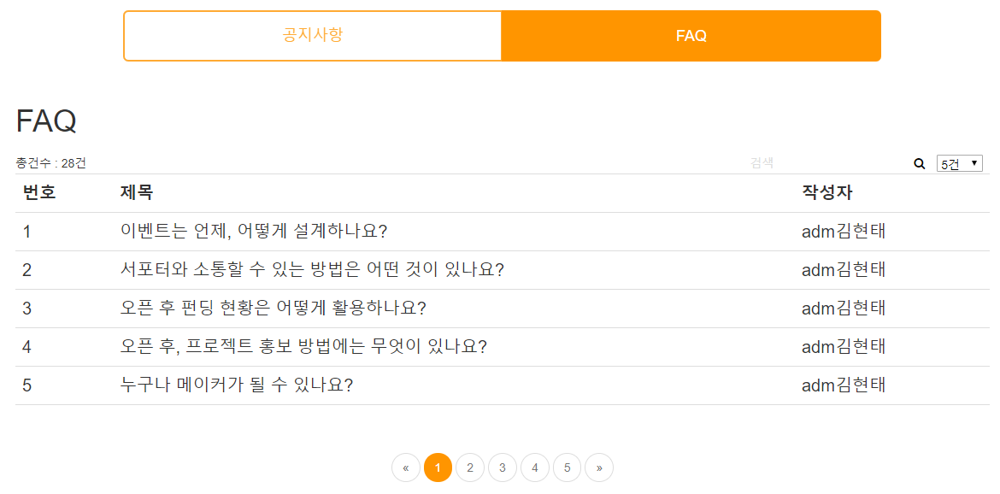 공지사항 FAQ
FAQ
총건수 : 28건 검색 5건
번호 제목 작성자
1 이벤트는 언제, 어떻게 설계하나요? adm김현태
2 서포터와 소통할 수 있는 방법은 어떤 것이 있나요? adm김현태
3 오픈 후 펀딩 현황은 어떻게 활용하나요? adm김현태
4 오픈 후, 프로젝트 홍보 방법에는 무엇이 있나요? adm김현태
5 누구나 메이커가 될 수 있나요? adm김현태
« 1 2 3 4 5 »